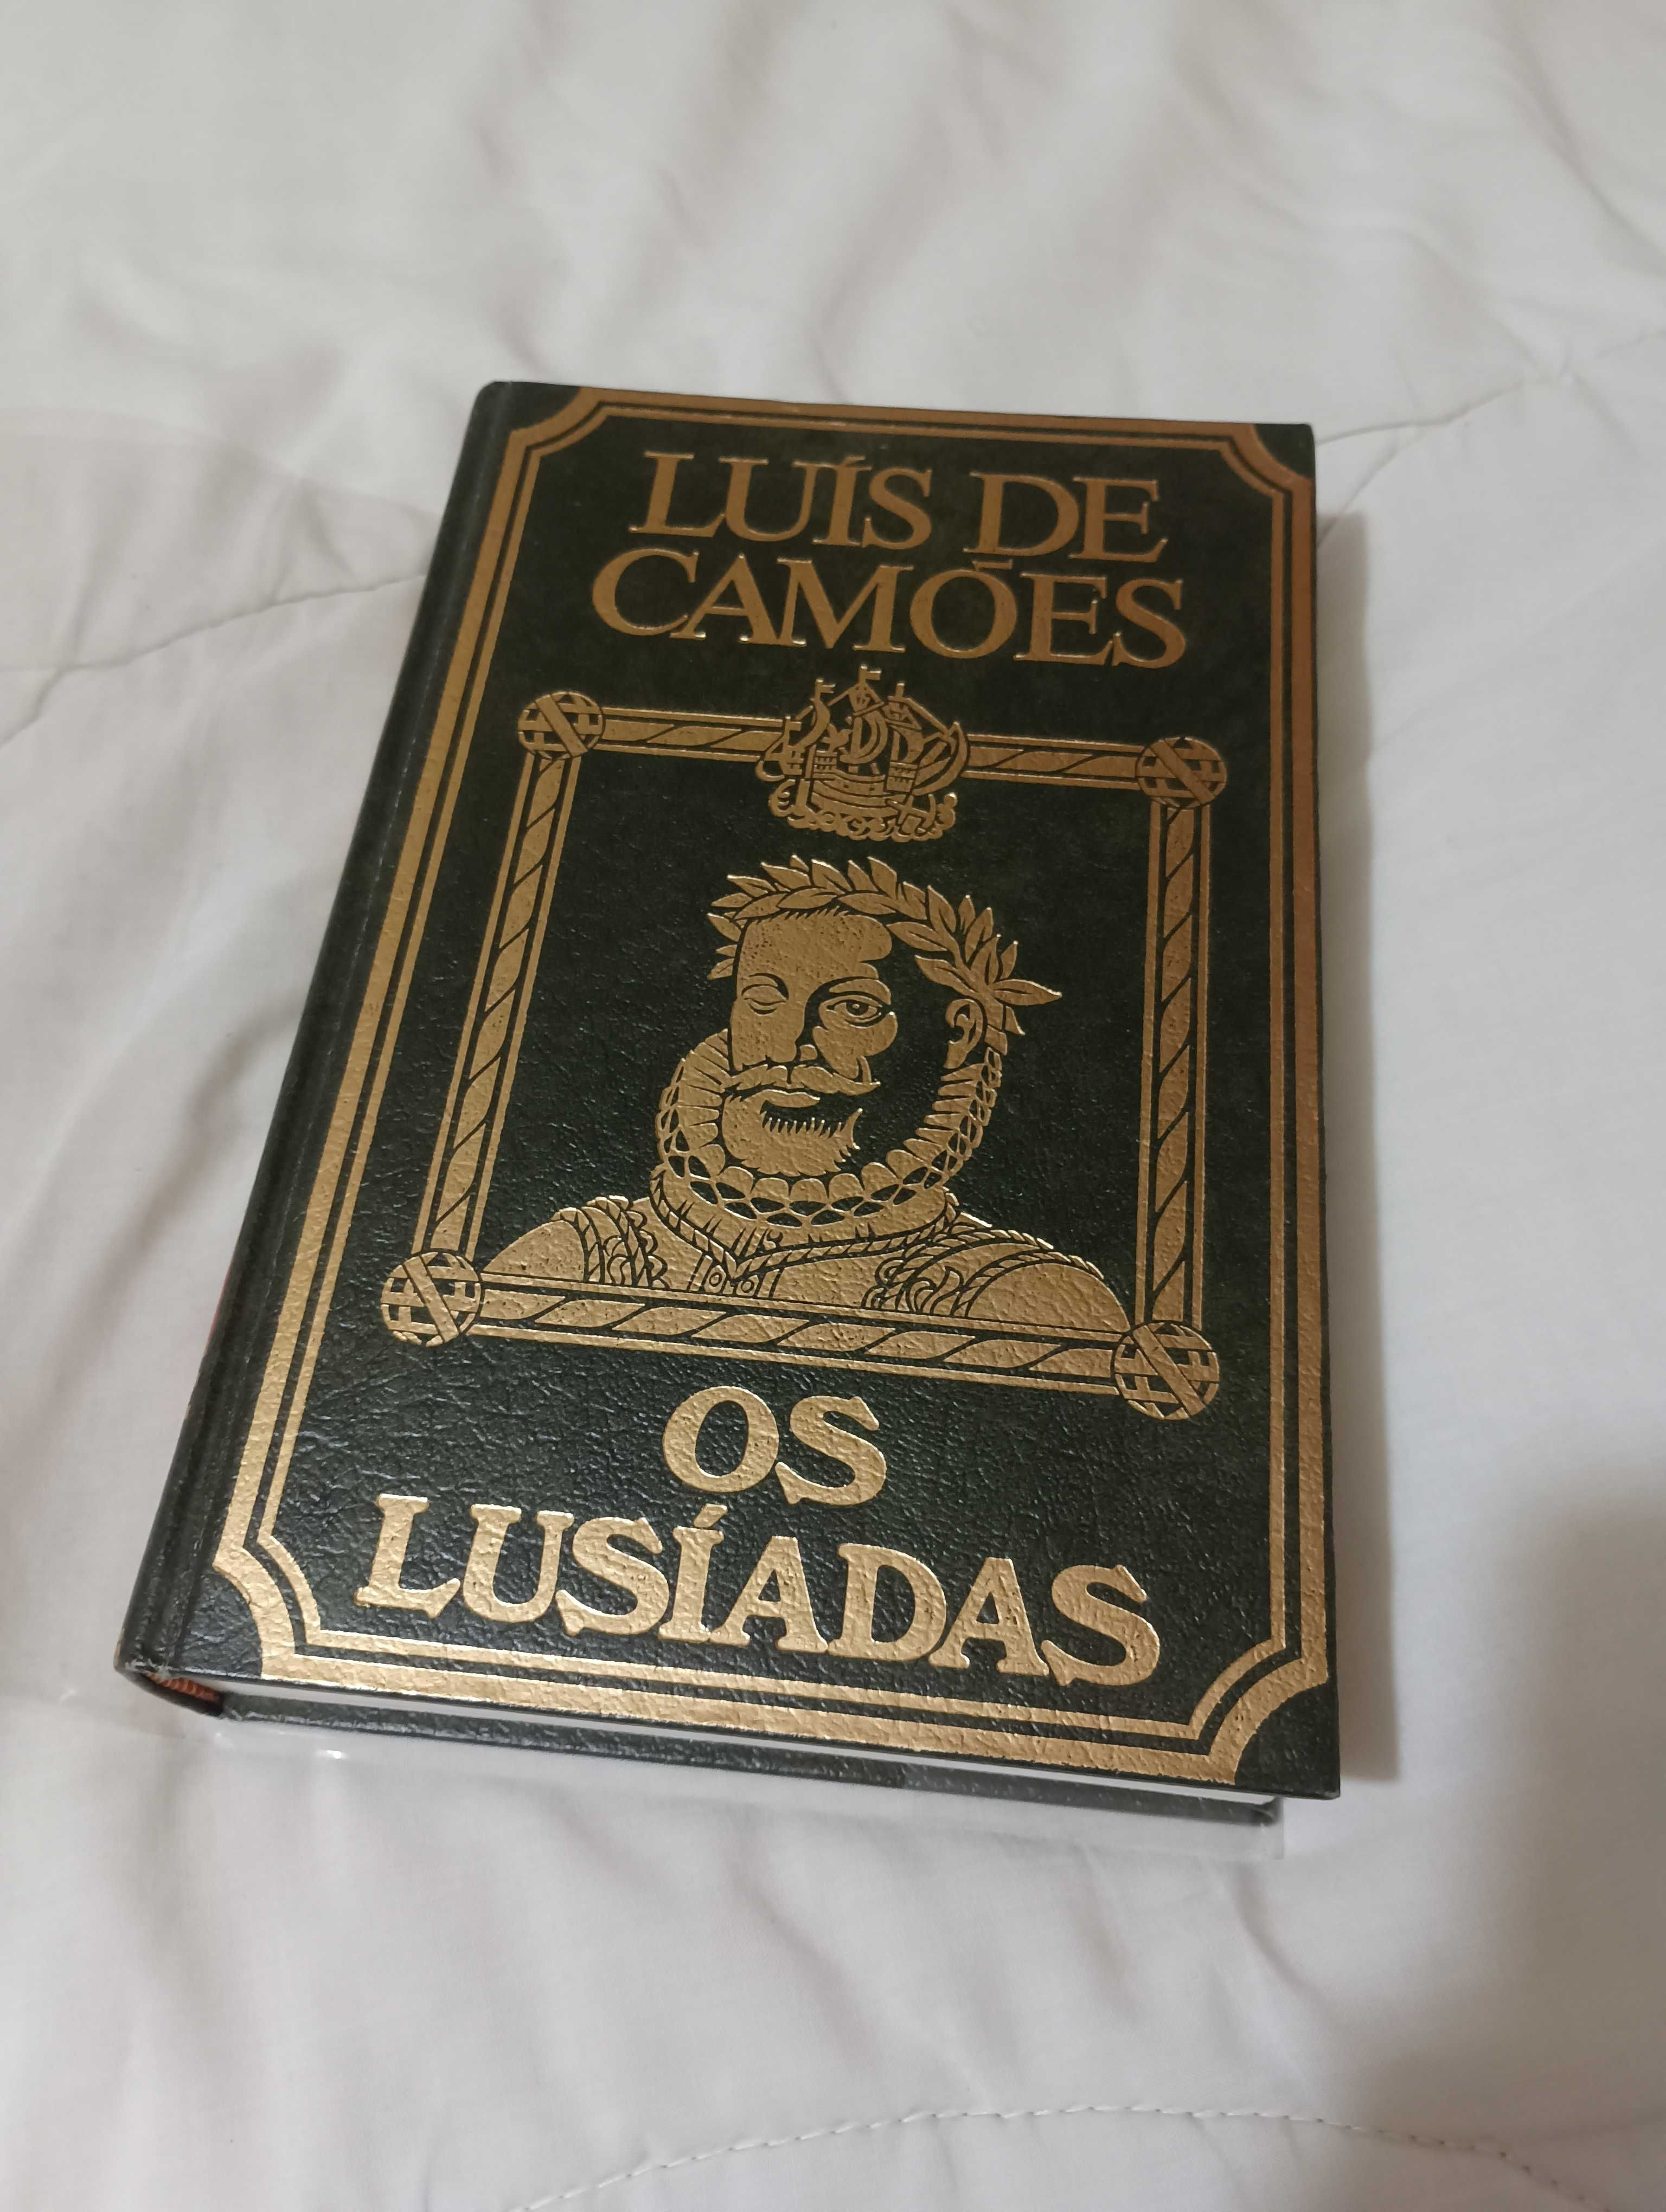 LUÍS DE
CAMÕES
OS
LUSÍADAS